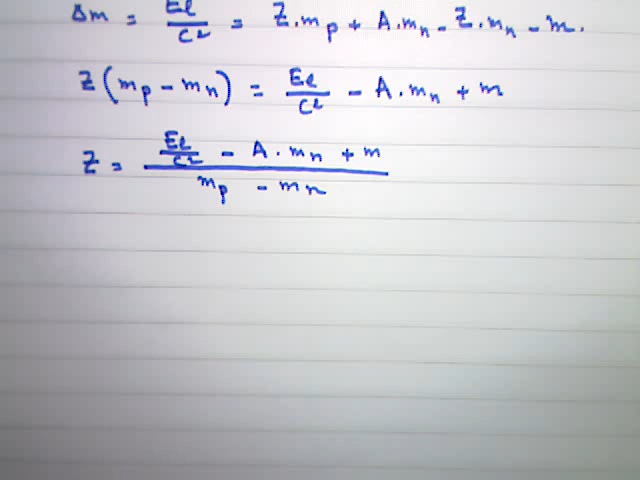 Δm = El/C² = Z.mp + A.mn - Z.mn - m.
Z(mp - mn) = El/C² - A.mn + m
Z = (El/C² - A.mn + m)/(mp - mn)